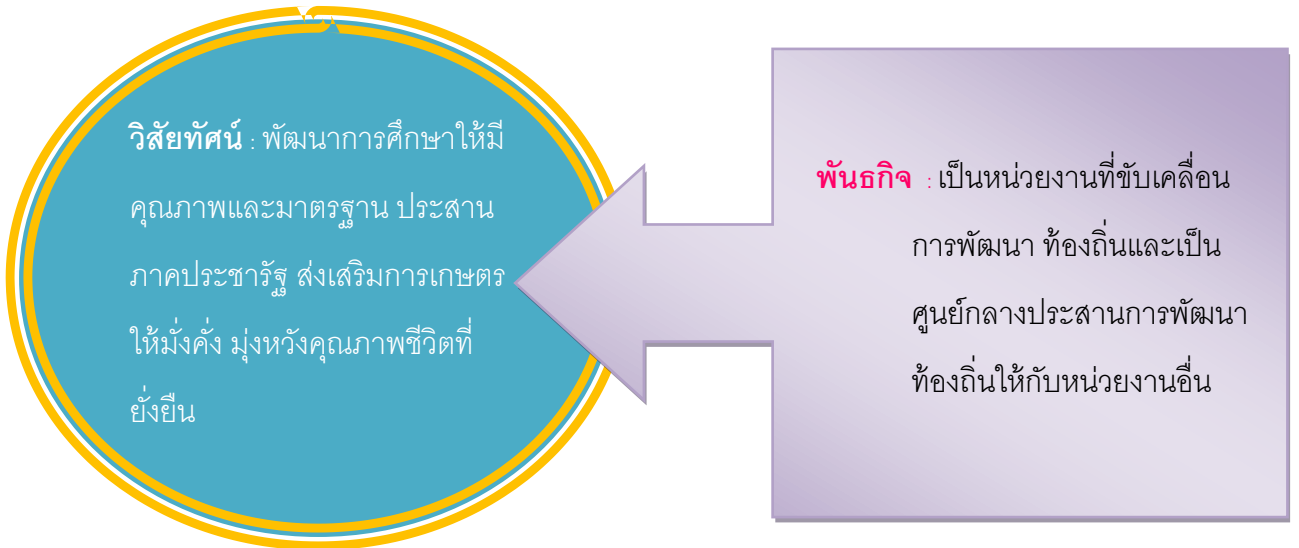 วิสัยทัศน์ : พัฒนาการศึกษาให้มี
คุณภาพและมาตรฐาน ประสาน
ภาคประชารัฐ ส่งเสริมการเกษตร
ให้มั่งคั่ง มุ่งหวังคุณภาพชีวิตที่
ยั่งยืน
พันธกิจ : เป็นหน่วยงานที่ขับเคลื่อน
การพัฒนา ท้องถิ่นและเป็น
ศูนย์กลางประสานการพัฒนา
ท้องถิ่นให้กับหน่วยงานอื่น